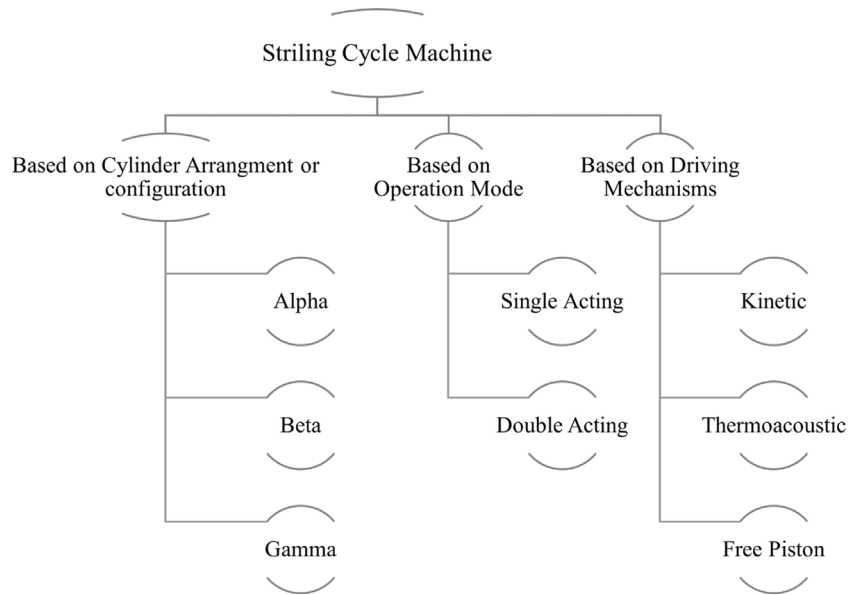 Striling Cycle Machine
Based on Cylinder Arrangment or
configuration
Based on
Operation Mode
Based on Driving
Mechanisms
Alpha
Single Acting
Kinetic
Beta
Double Acting
Thermoacoustic
Gamma
Free Piston